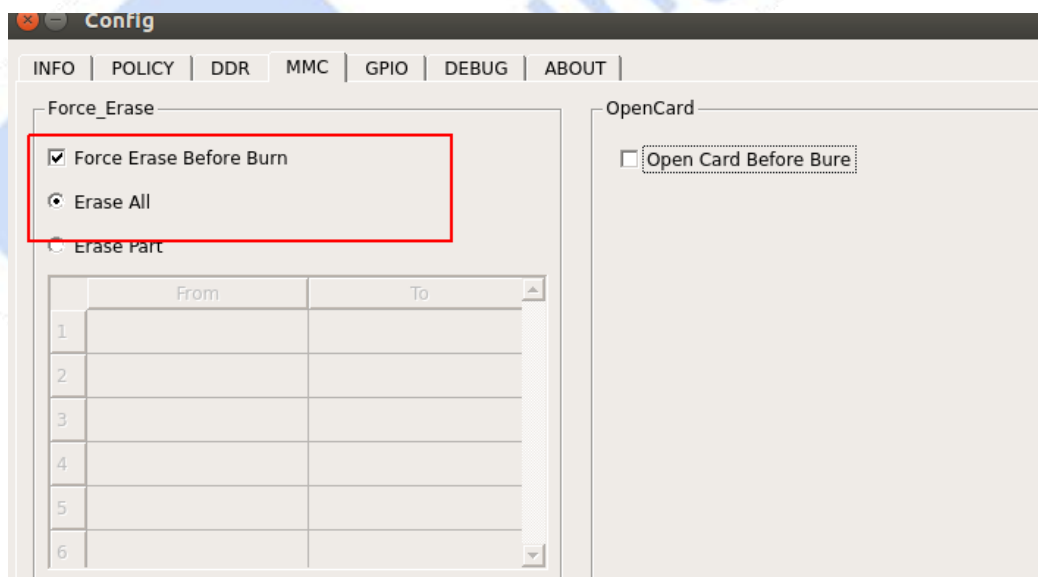 Config
INFO POLICY DDR MMC GPIO DEBUG ABOUT
Force_Erase
Force Erase Before Burn
Erase All
Erase Part
From To
1
2
3
4
5
6
OpenCard
Open Card Before Bure